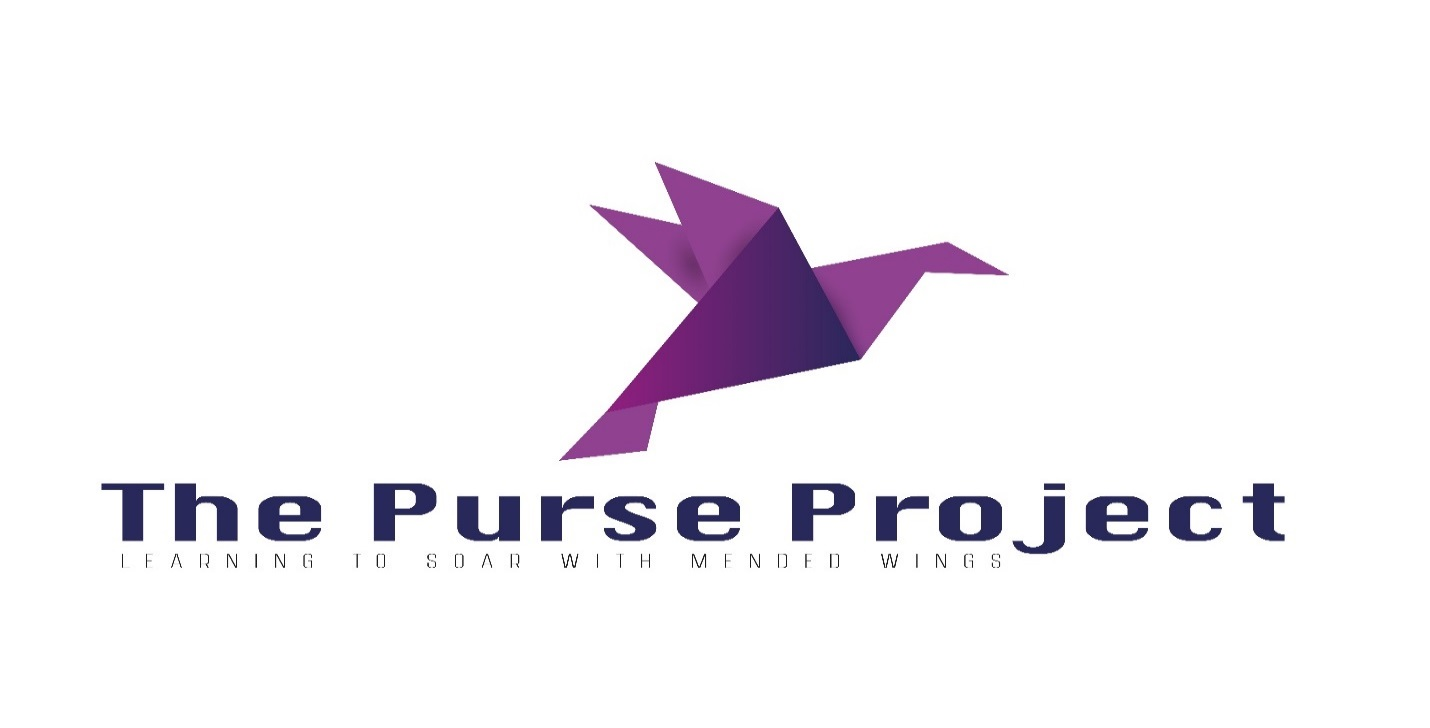 The Purse Project
LEARNING TO SOAR WITH MENDED WINGS